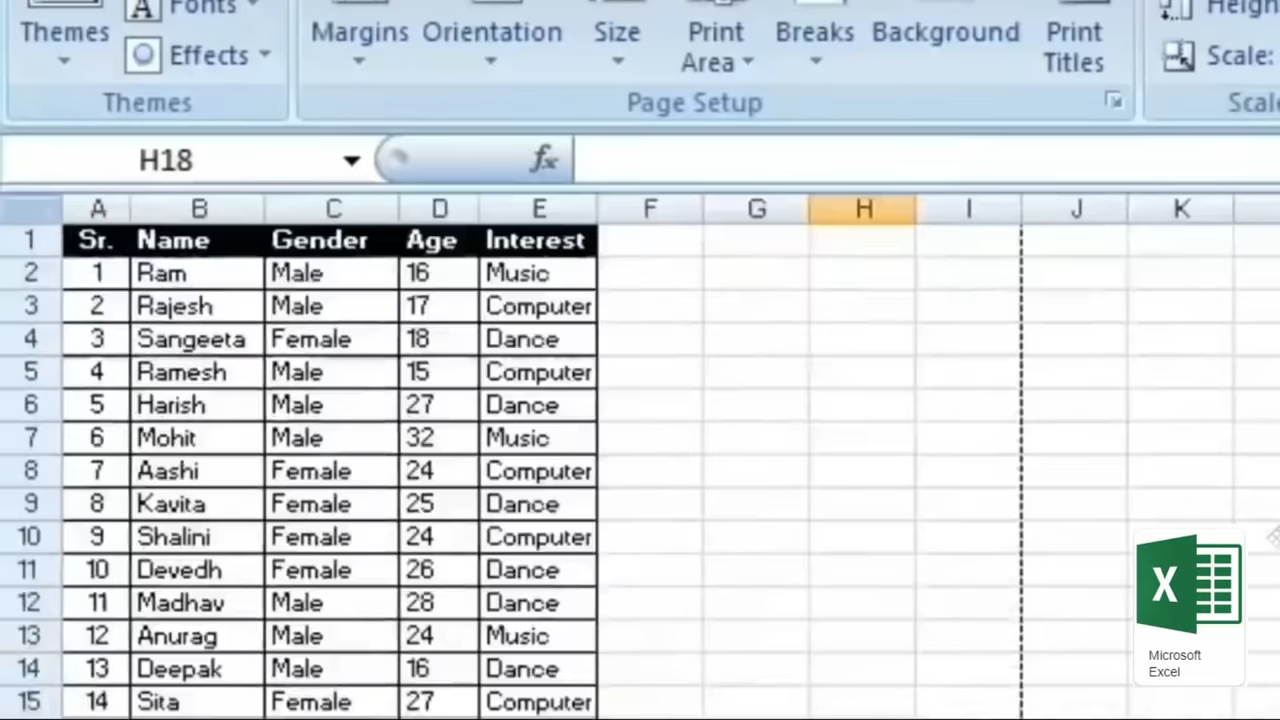 Fonts
Themes Margins Orientation Size Print Area Breaks Background Print Titles
Effects Scale:
Themes Page Setup
H18 fx
A B C D E F G H I J K
1 Sr. Name Gender Age Interest
2 1 Ram Male 16 Music
3 2 Rajesh Male 17 Computer
4 3 Sangeeta Female 18 Dance
5 4 Ramesh Male 15 Computer
6 5 Harish Male 27 Dance
7 6 Mohit Male 32 Music
8 7 Aashi Female 24 Computer
9 8 Kavita Female 25 Dance
10 9 Shalini Female 24 Computer
11 10 Devedh Female 26 Dance
12 11 Madhav Male 28 Dance
13 12 Anurag Male 24 Music
14 13 Deepak Male 16 Dance
15 14 Sita Female 27 Computer
X
Microsoft
Excel